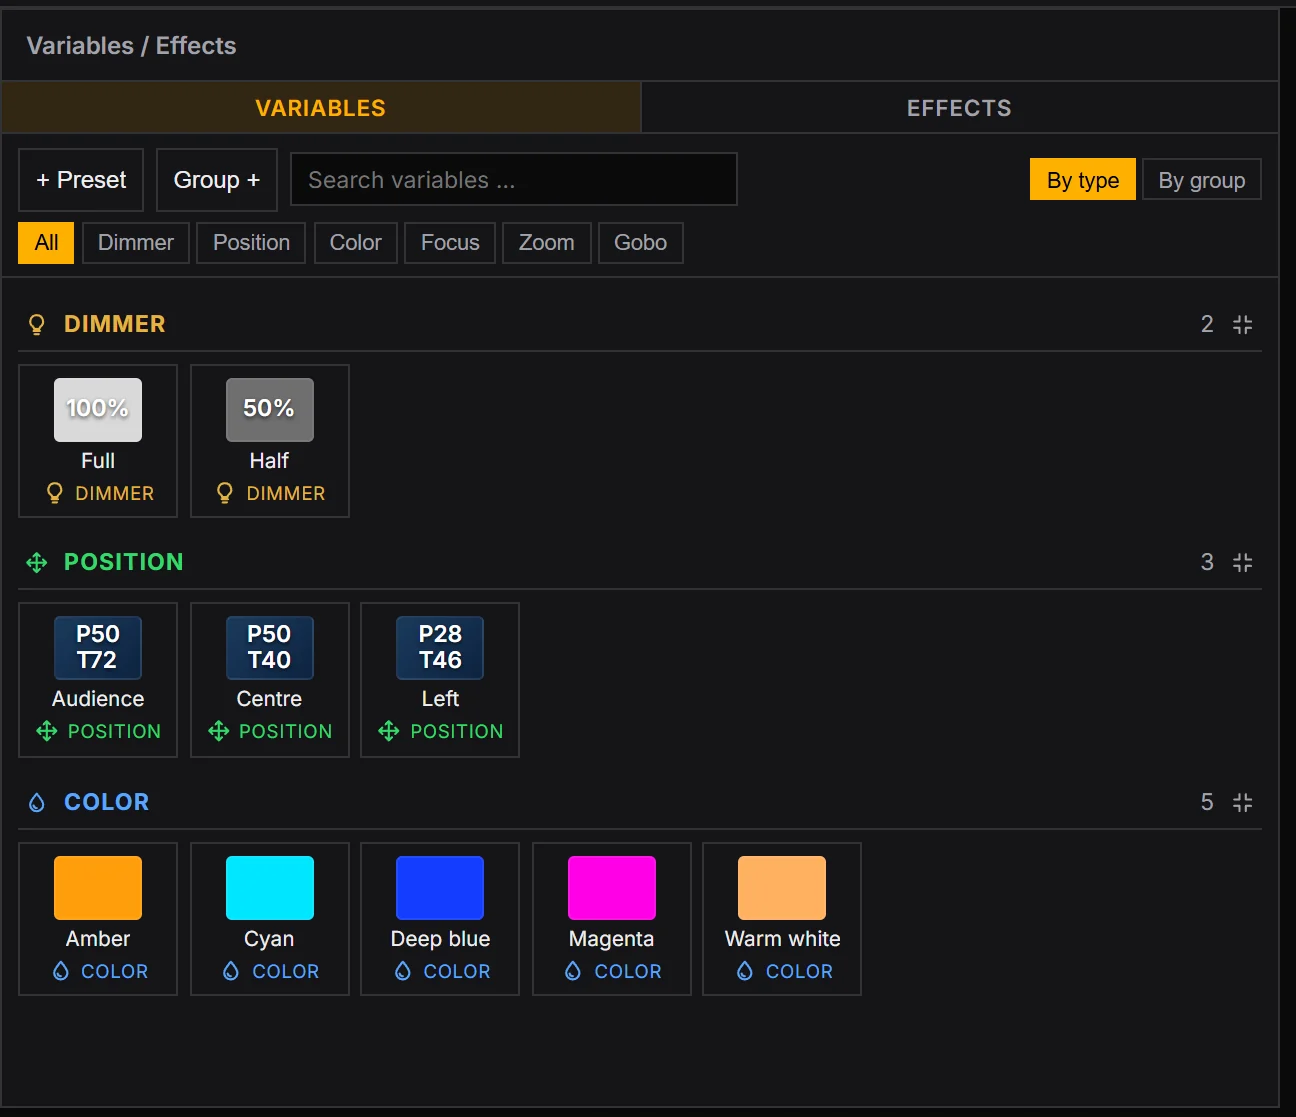 Variables / Effects
VARIABLES EFFECTS
+ Preset Group + Search variables ... By type By group
All Dimmer Position Color Focus Zoom Gobo
DIMMER 2
100% 50%
Full Half
DIMMER DIMMER
POSITION 3
P50 P50 P28
T72 T40 T46
Audience Centre Left
POSITION POSITION POSITION
COLOR 5
Amber Cyan Deep blue Magenta Warm white
COLOR COLOR COLOR COLOR COLOR